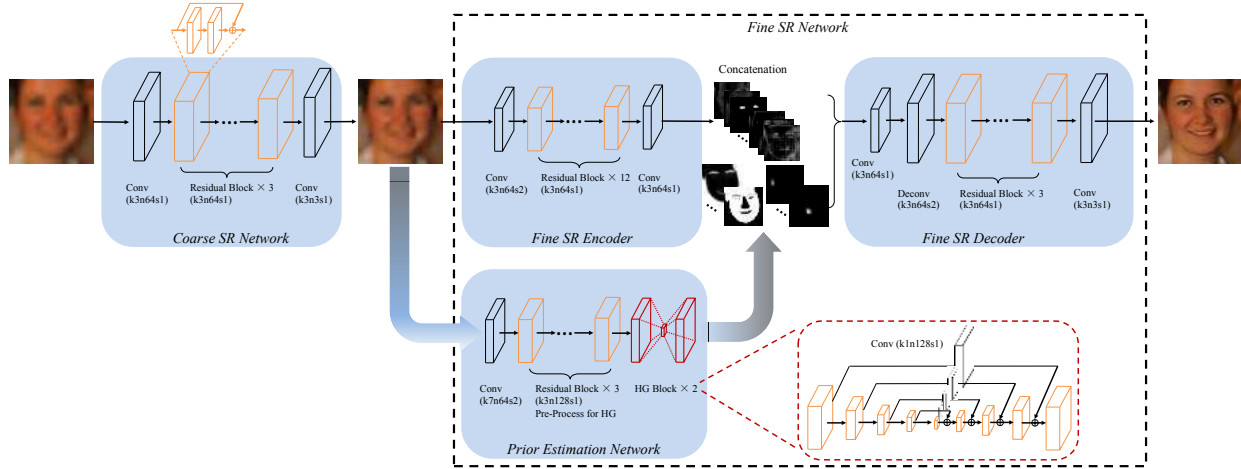 Fine SR Network
Concatenation
Conv
(k3n64s1)
Residual Block × 3
(k3n64s1)
Conv
(k3n3s1)
Coarse SR Network
Conv
(k3n64s2)
Residual Block × 12
(k3n64s1)
Conv
(k3n64s1)
Fine SR Encoder
Conv
(k3n64s1)
Deconv
(k3n64s2)
Residual Block × 3
(k3n64s1)
Conv
(k3n3s1)
Fine SR Decoder
Conv
(k7n64s2)
Residual Block × 3
(k3n128s1)
Pre-Process for HG
HG Block × 2
Prior Estimation Network
Conv (k1n128s1)